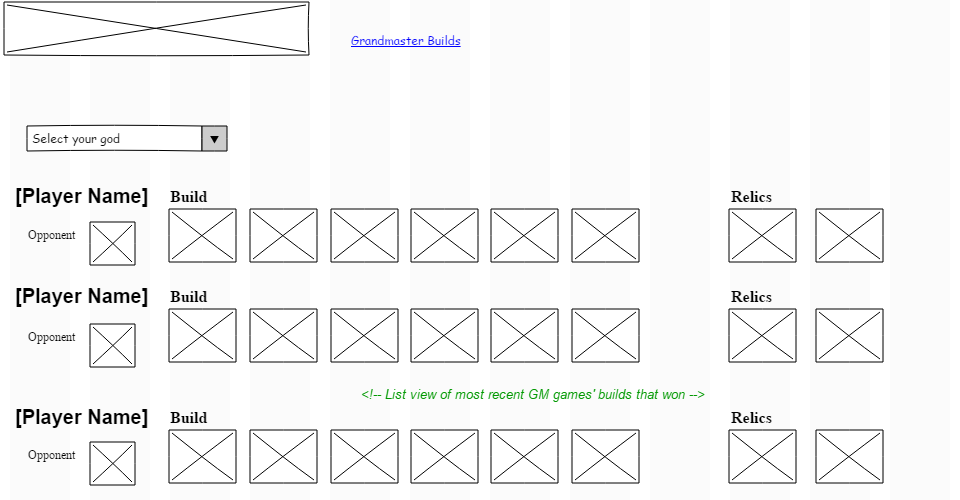 Grandmaster Builds
Select your god
[Player Name] Build Relics
Opponent
[Player Name] Build Relics
Opponent
<!-- List view of most recent GM games' builds that won -->
[Player Name] Build Relics
Opponent